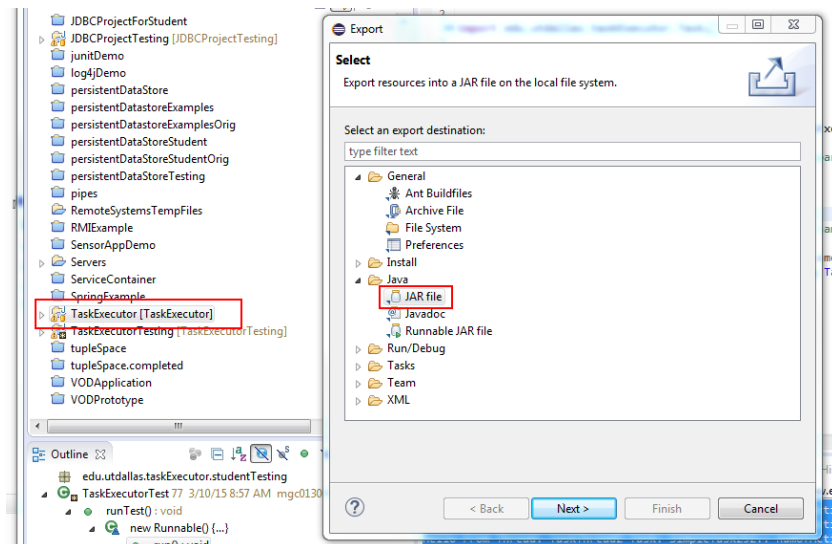 JDBCProjectForStudent
JDBCProjectTesting [JDBCProjectTesting]
junitDemo
log4jDemo
persistentDataStore
persistentDatastoreExamples
persistentDatastoreExamplesOrig
persistentDataStoreStudent
persistentDataStoreStudentOrig
persistentDataStoreTesting
pipes
RemoteSystemsTempFiles
RMIExample
SensorAppDemo
Servers
ServiceContainer
SpringExample
TaskExecutor [TaskExecutor]
TaskExecutorTesting [TaskExecutorTesting]
tupleSpace
tupleSpace.completed
VODApplication
VODPrototype
Outline
edu.utdallas.taskExecutor.studentTesting
TaskExecutorTest 77 3/10/15 8:57 AM mgc0130
runTest() : void
new Runnable() {...}
run() : void
Export
Select
Export resources into a JAR file on the local file system.
Select an export destination:
type filter text
General
Ant Buildfiles
Archive File
File System
Preferences
Install
Java
JAR file
Javadoc
Runnable JAR file
Run/Debug
Tasks
Team
XML
? < Back Next > Finish Cancel